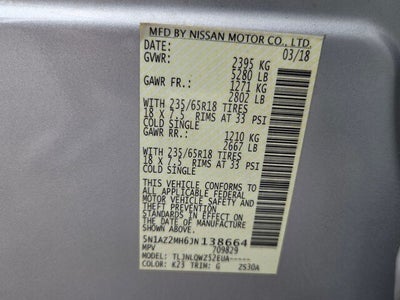 MFD BY NISSAN MOTOR CO., LTD.
DATE: 03/18
GVWR: 2395 KG
5280 LB
GAWR FR.: 1271 KG
2802 LB
WITH 235/65R18 TIRES
18 X 7.5 RIMS AT 33 PSI
COLD SINGLE
GAWR RR.: 1210 KG
2667 LB
WITH 235/65R18 TIRES
18 X 7.5 RIMS AT 33 PSI
COLD SINGLE
THIS VEHICLE CONFORMS
TO ALL APPLICABLE U.S.
FEDERAL MOTOR VEHICLE
SAFETY STANDARDS IN
EFFECT ON THE DATE OF
MANUFACTURE SHOWN ABOVE.
5N1AZ2MH6JN138664
MPV 709829
MODEL: TLJNLQWZ52EUA-----
COLOR: K23 TRIM: G ZS30A